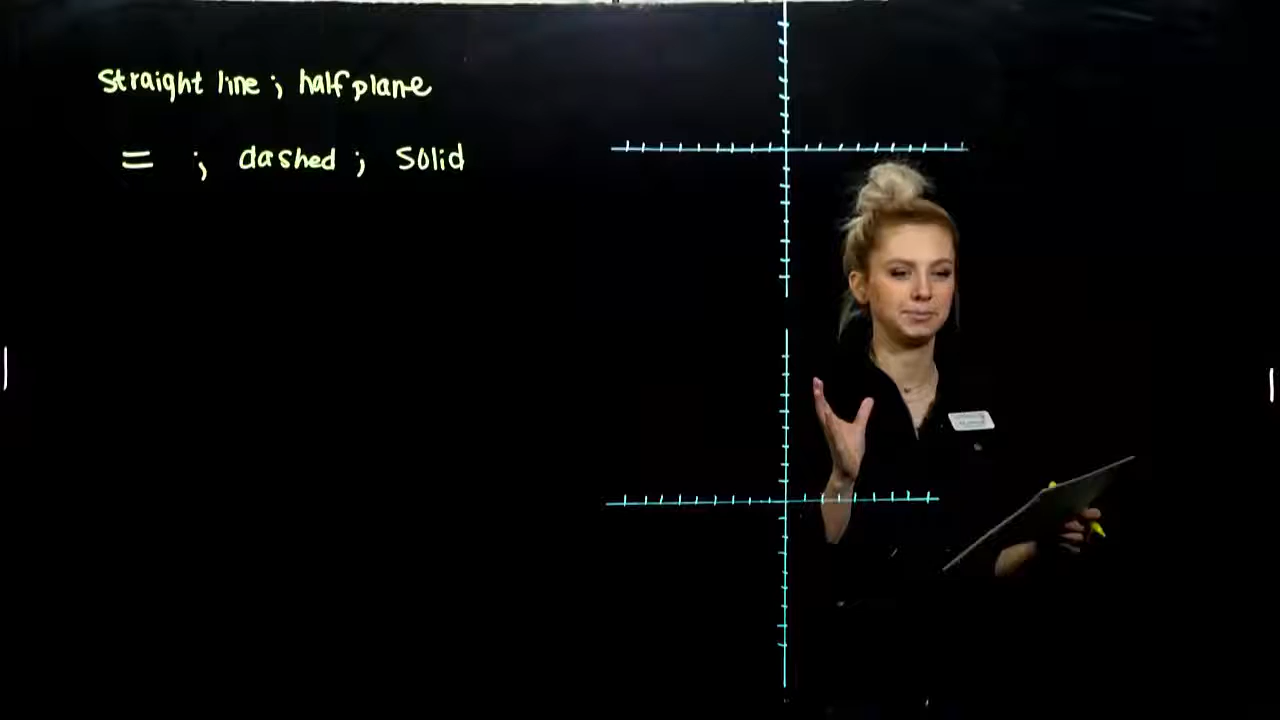 straight line ; half plane
= ; dashed ; solid